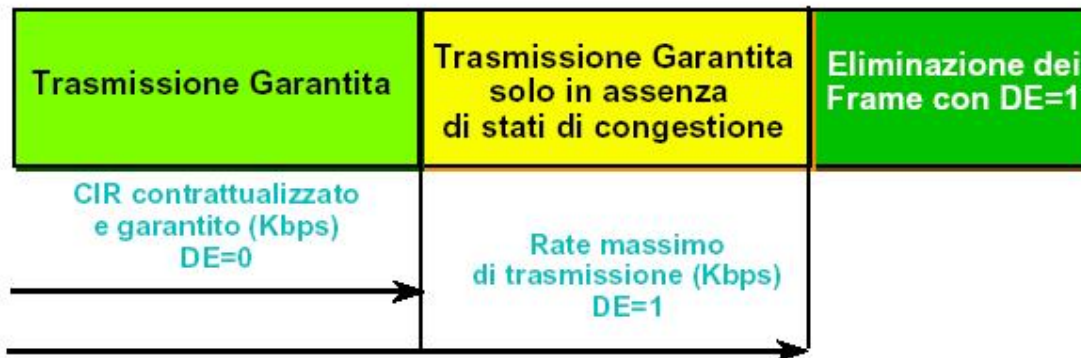 Trasmissione Garantita
Trasmissione Garantita
solo in assenza
di stati di congestione
Eliminazione dei
Frame con DE=1
CIR contrattualizzato
e garantito (Kbps)
DE=0
Rate massimo
di trasmissione (Kbps)
DE=1